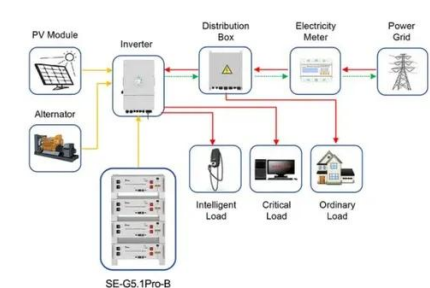 PV Module
Inverter
Distribution
Box
Electricity
Meter
Power
Grid
Alternator
Intelligent
Load
Critical
Load
Ordinary
Load
SE-G5.1Pro-B